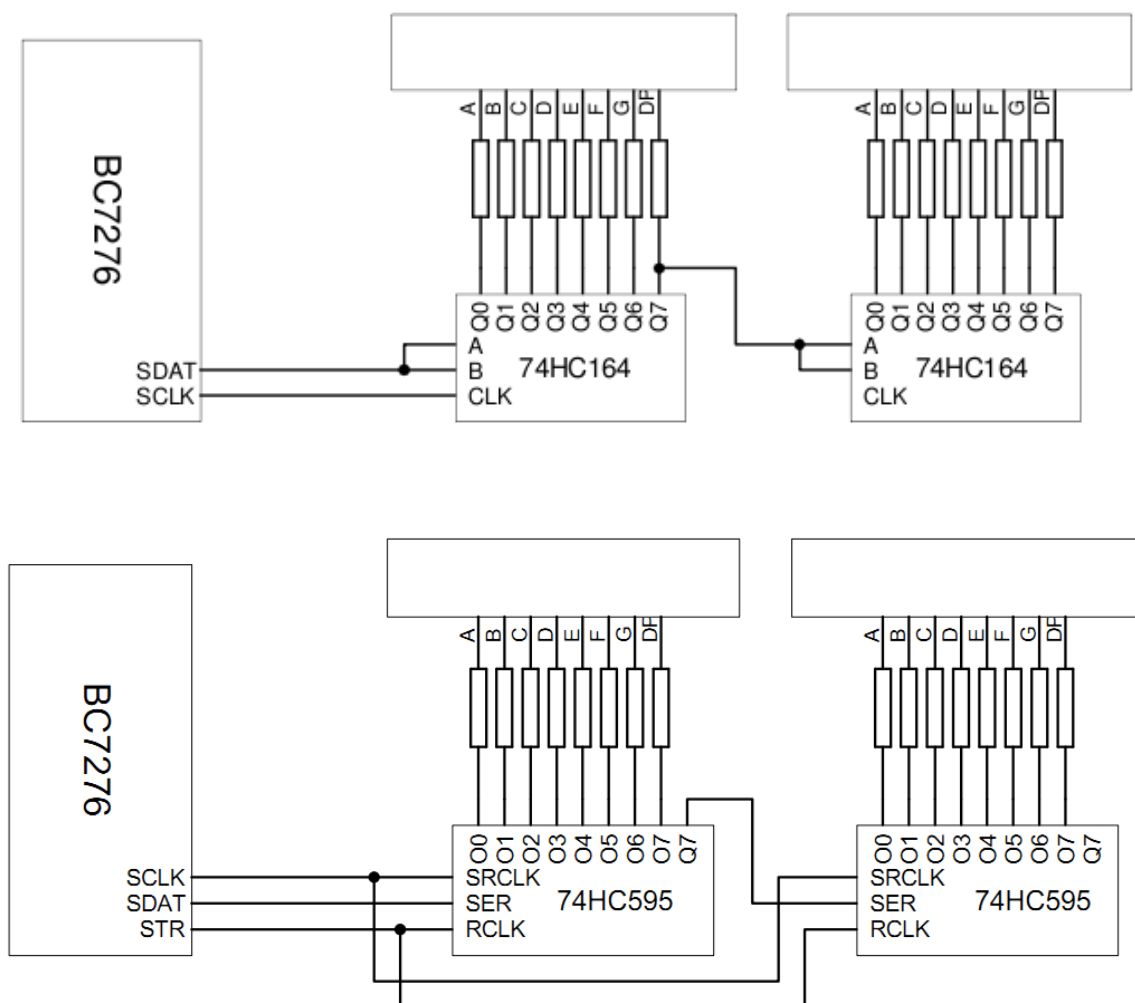 BC7276
SDAT
SCLK
A B C D E F G DP
Q0 Q1 Q2 Q3 Q4 Q5 Q6 Q7
A
B
CLK
74HC164
A B C D E F G DP
Q0 Q1 Q2 Q3 Q4 Q5 Q6 Q7
A
B
CLK
74HC164
BC7276
SCLK
SDAT
STR
A B C D E F G DP
O0 O1 O2 O3 O4 O5 O6 O7 Q7
SRCLK
SER
RCLK
74HC595
A B C D E F G DP
O0 O1 O2 O3 O4 O5 O6 O7 Q7
SRCLK
SER
RCLK
74HC595